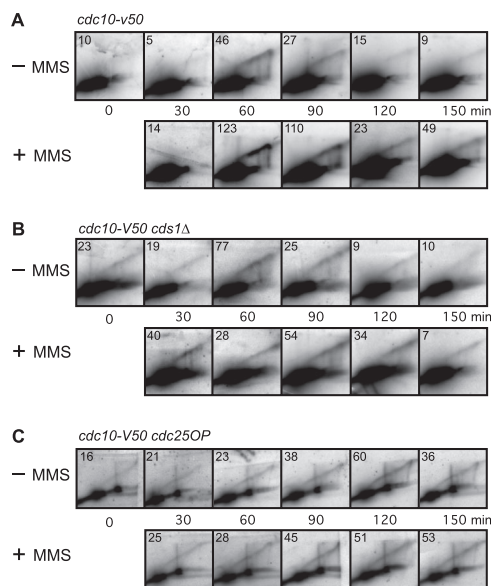 A
cdc10-v50
− MMS
10 5 46 27 15 9
0 30 60 90 120 150 min
+ MMS
14 123 110 23 49
B
cdc10-V50 cds1Δ
− MMS
23 19 77 25 9 10
0 30 60 90 120 150 min
+ MMS
40 28 54 34 7
C
cdc10-V50 cdc25OP
− MMS
16 21 23 38 60 36
0 30 60 90 120 150 min
+ MMS
25 28 45 51 53